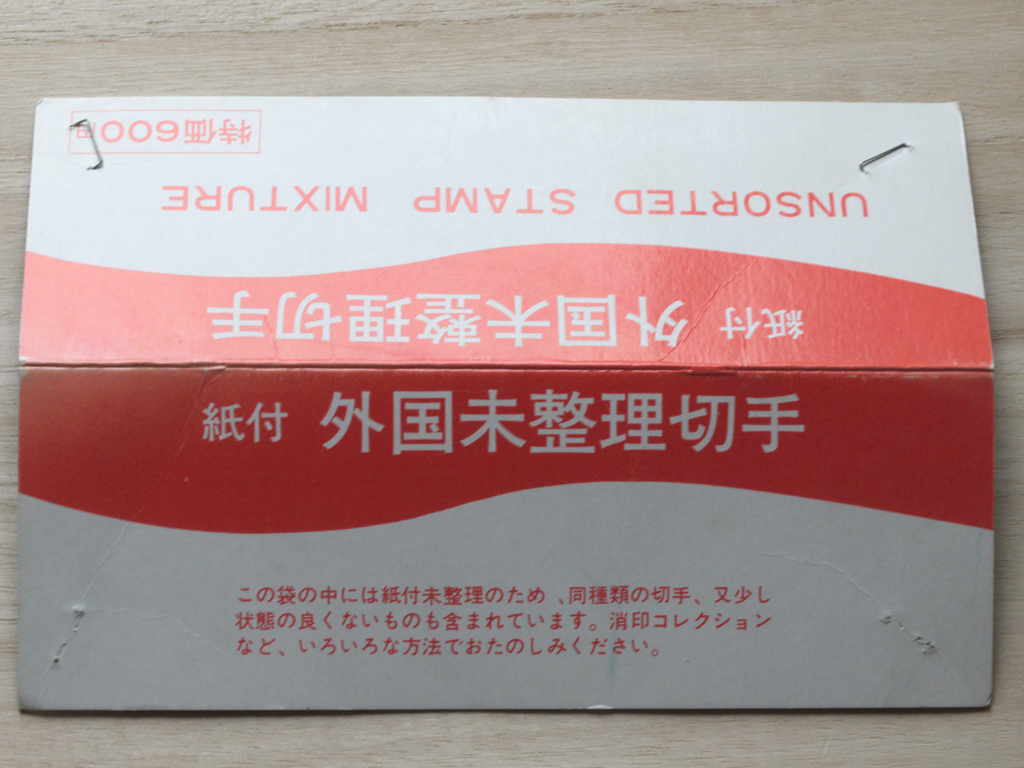 特価600円
UNSORTED STAMP MIXTURE
紙付 外国未整理切手
紙付 外国未整理切手
この袋の中には紙付未整理のため、同種類の切手、又少し
状態の良くないものも含まれています。消印コレクション
など、いろいろな方法でおたのしみください。